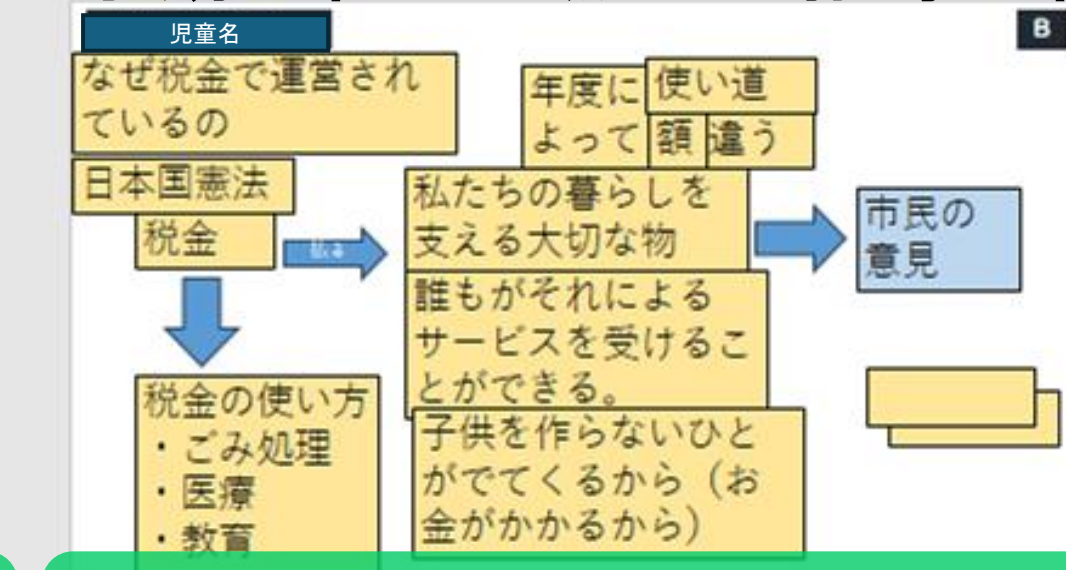 児童名
B
なぜ税金で運営され
ているの
年度に
よって
使い道
額
違う
日本国憲法
税金
私たちの暮らしを
支える大切な物
市民の
意見
誰もがそれによる
サービスを受けるこ
とができる。
税金の使い方
・ごみ処理
・医療
・教育
子供を作らないひと
がでてくるから（お
金がかかるから）